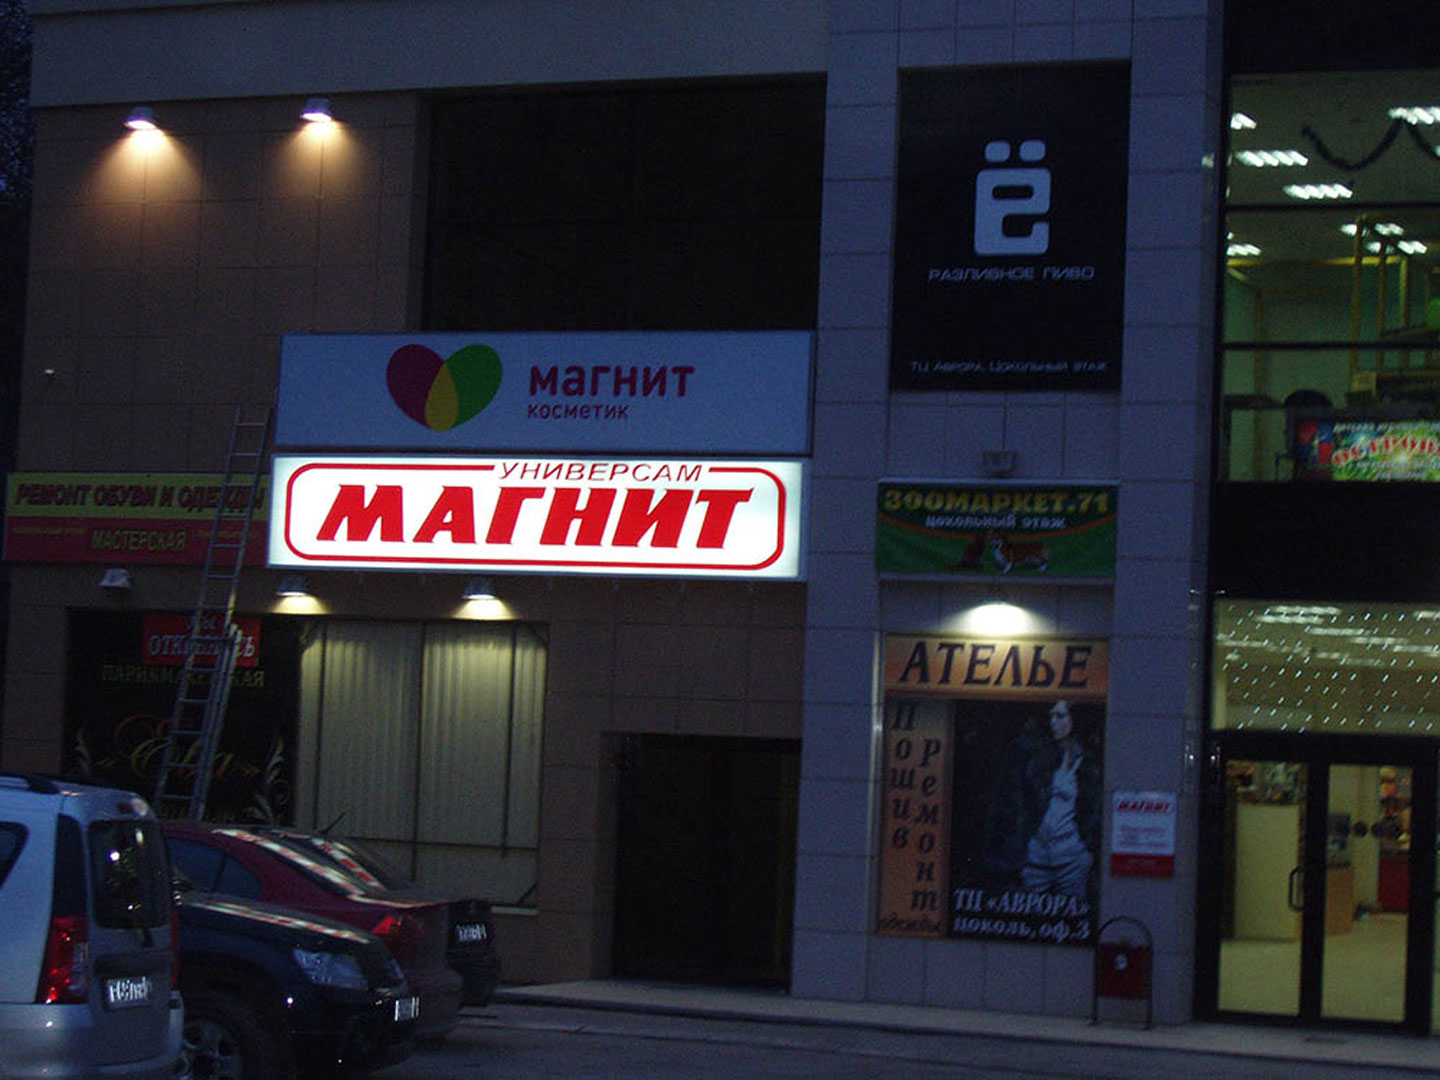 Ё
РАЗЛИВНОЕ ПИВО
ТЦ АВРОРА. ЦОКОЛЬНЫЙ ЭТАЖ
магнит
косметик
УНИВЕРСАМ
МАГНИТ
РЕМОНТ ОБУВИ И ОДЕЖДЫ
МАСТЕРСКАЯ
ЗООМАРКЕТ.71
ЦОКОЛЬНЫЙ ЭТАЖ
ОТКРЫЛИСЬ
ПАРИКМАХЕРСКАЯ
АТЕЛЬЕ
Пошив
Ремонт
одежды
ТЦ «АВРОРА»
цоколь, оф.3
МАГНИТ